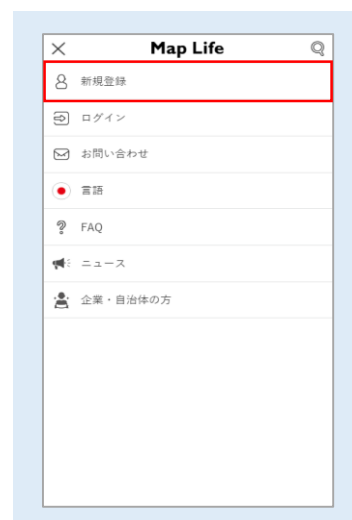 Map Life
新規登録
ログイン
お問い合わせ
言語
FAQ
ニュース
企業・自治体の方